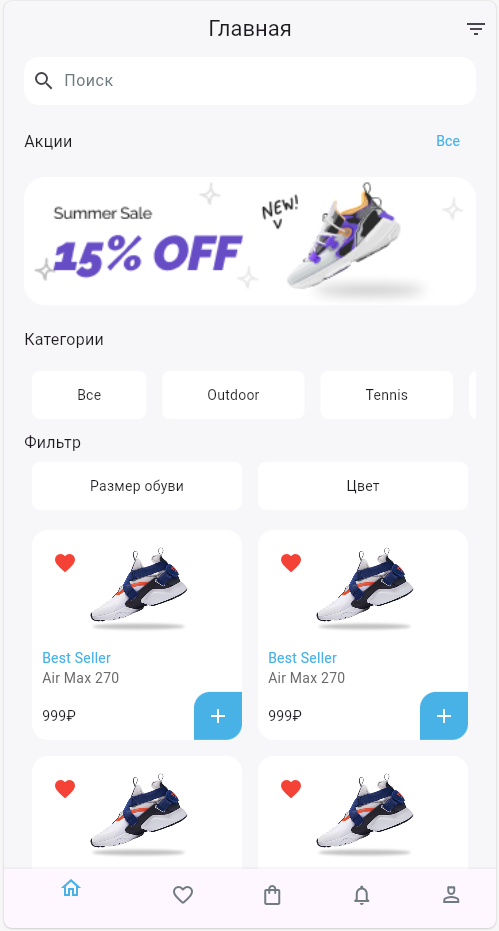 Главная
Поиск
Акции
Все
Summer Sale
15% OFF
NEW!
Категории
Все
Outdoor
Tennis
Фильтр
Размер обуви
Цвет
Best Seller
Air Max 270
999₽
Best Seller
Air Max 270
999₽